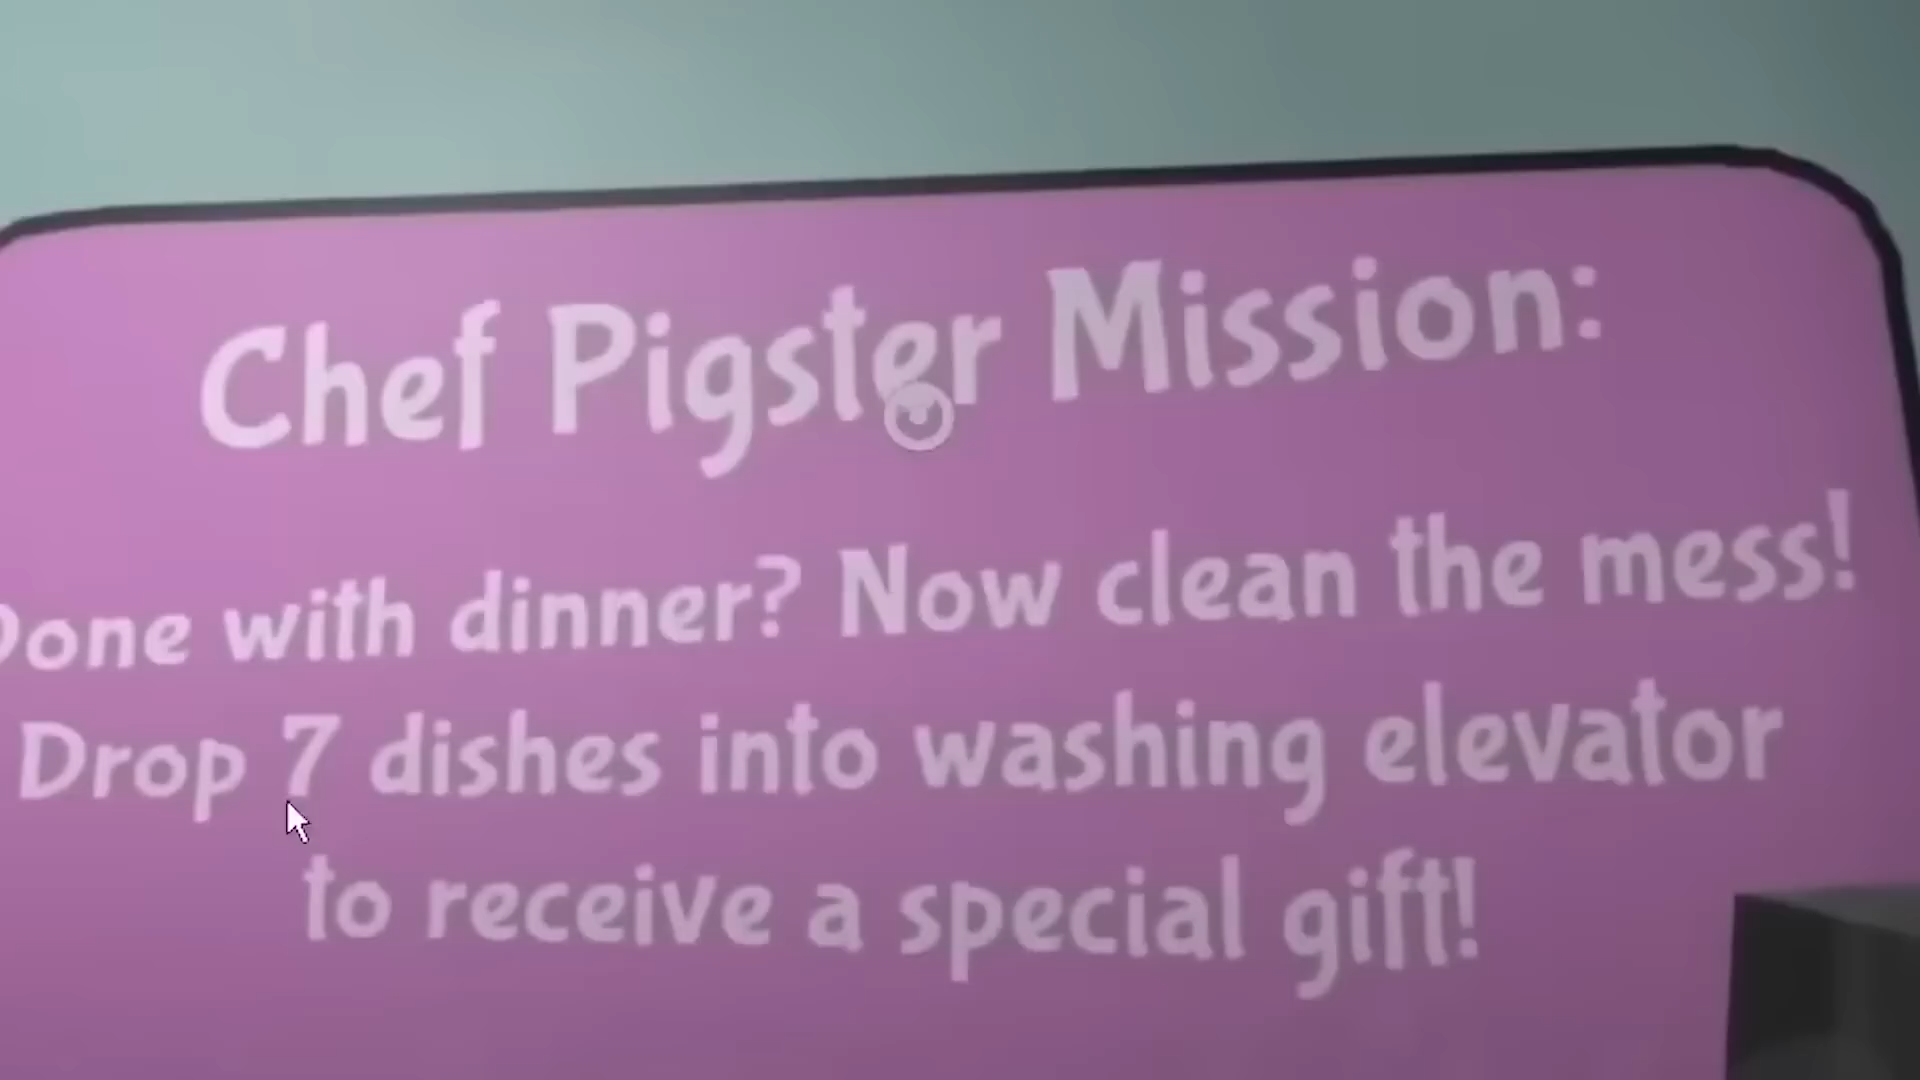 Chef Pigster Mission:
Done with dinner? Now clean the mess!
Drop 7 dishes into washing elevator
to receive a special gift!